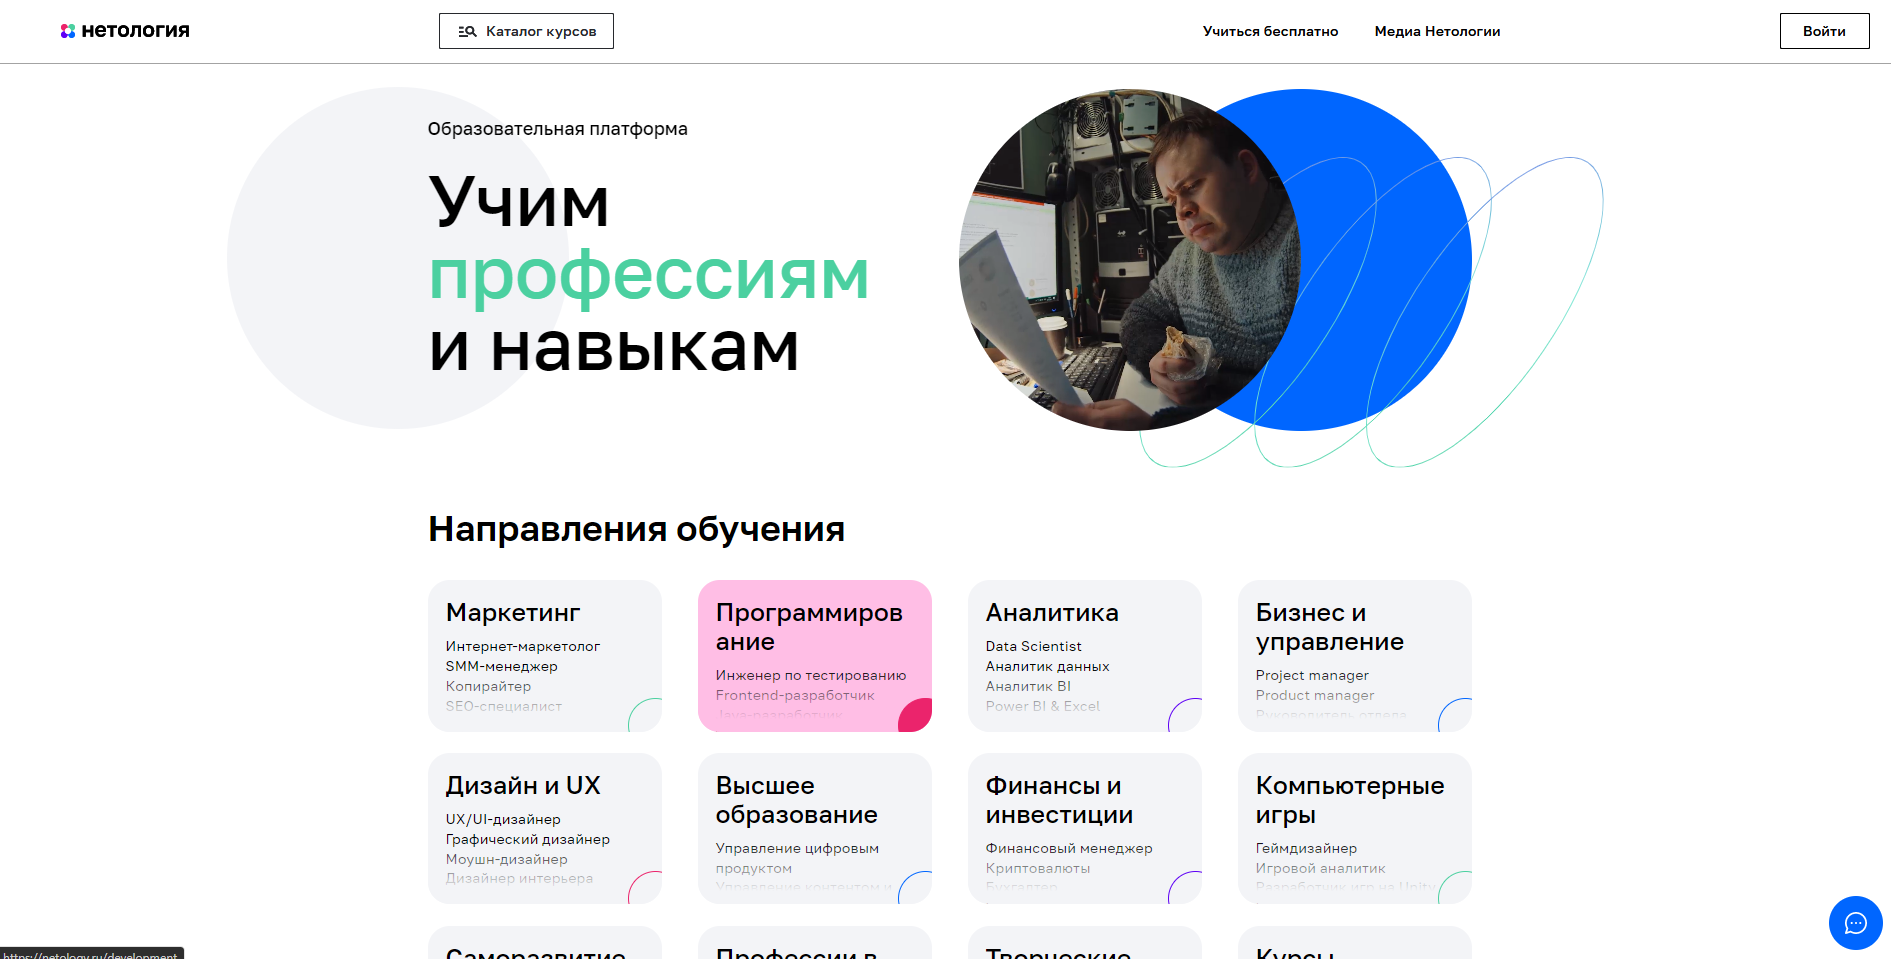 нетология
Каталог курсов
Учиться бесплатно
Медиа Нетологии
Войти
Образовательная платформа
Учим
профессиям
и навыкам
Направления обучения
Маркетинг
Интернет-маркетолог
SMM-менеджер
Копирайтер
SEO-специалист
Программиров
ание
Инженер по тестированию
Frontend-разработчик
Java-разработчик
Аналитика
Data Scientist
Аналитик данных
Аналитик BI
Power BI & Excel
Бизнес и
управление
Project manager
Product manager
Руководитель отдела
Дизайн и UX
UX/UI-дизайнер
Графический дизайнер
Моушн-дизайнер
Дизайнер интерьера
Высшее
образование
Управление цифровым
продуктом
Управление контентом и
Финансы и
инвестиции
Финансовый менеджер
Криптовалюты
Бухгалтер
Компьютерные
игры
Геймдизайнер
Игровой аналитик
Разработчик игр на Unity
Саморазвитие
Профессии в
Творческие
Курсы
https://netology.ru/development